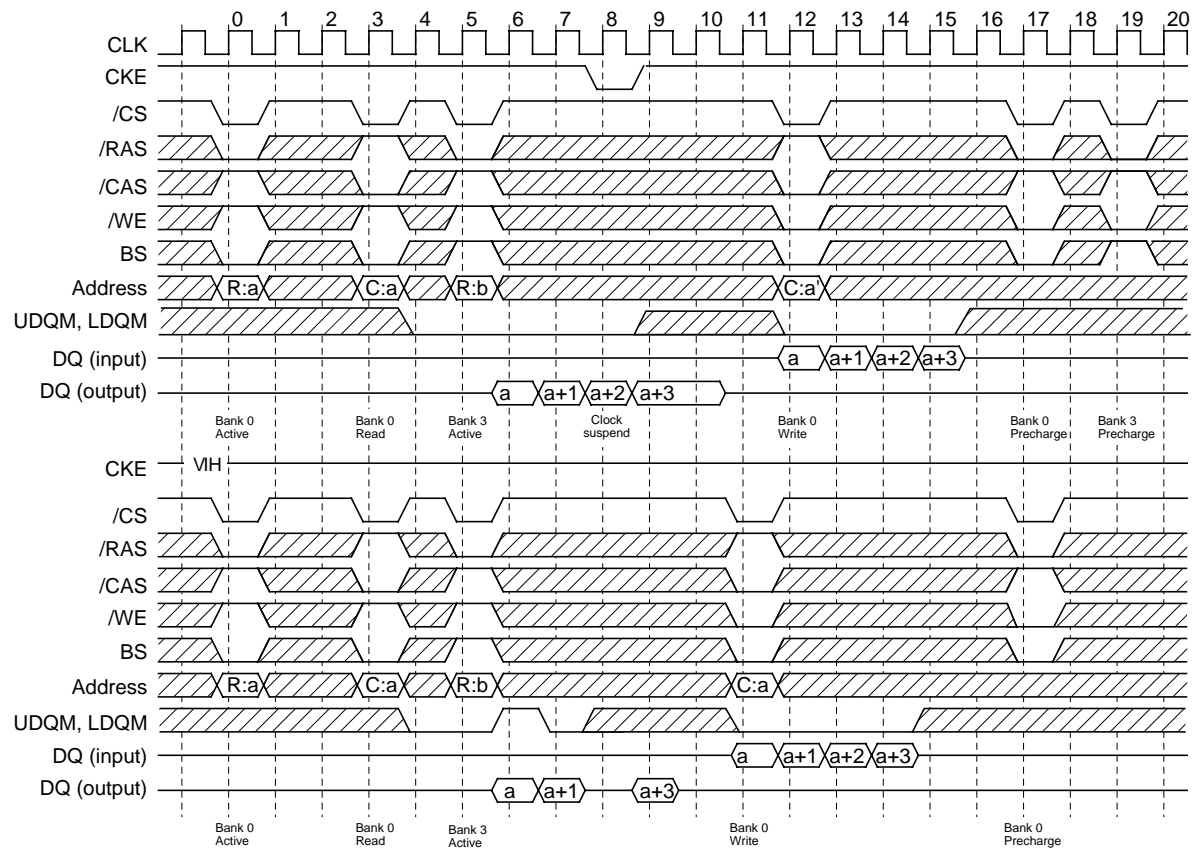 0 1 2 3 4 5 6 7 8 9 10 11 12 13 14 15 16 17 18 19 20
CLK
CKE
/CS
/RAS
/CAS
/WE
BS
Address R:a C:a R:b C:a'
UDQM, LDQM
DQ (input) a a+1 a+2 a+3
DQ (output) a a+1 a+2 a+3
Bank 0 Bank 0 Bank 3 Clock Bank 0 Bank 0 Bank 3
Active Read Active suspend Write Precharge Precharge
CKE VIH
/CS
/RAS
/CAS
/WE
BS
Address R:a C:a R:b C:a
UDQM, LDQM
DQ (input) a a+1 a+2 a+3
DQ (output) a a+1 a+3
Bank 0 Bank 0 Bank 3 Bank 0 Bank 0
Active Read Active Write Precharge